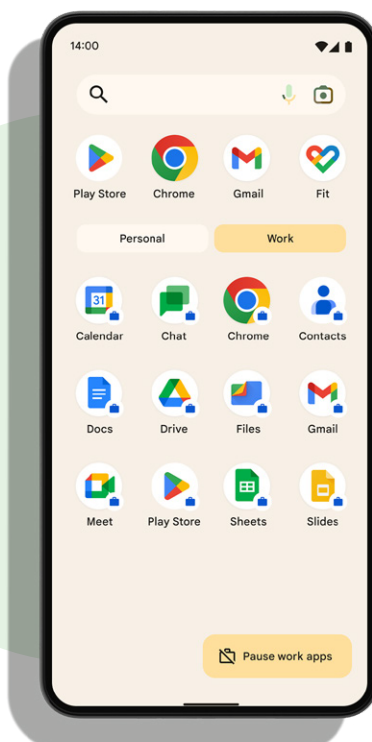 14:00
Play Store Chrome Gmail Fit
Personal Work
31
Calendar Chat Chrome Contacts
Docs Drive Files Gmail
Meet Play Store Sheets Slides
Pause work apps